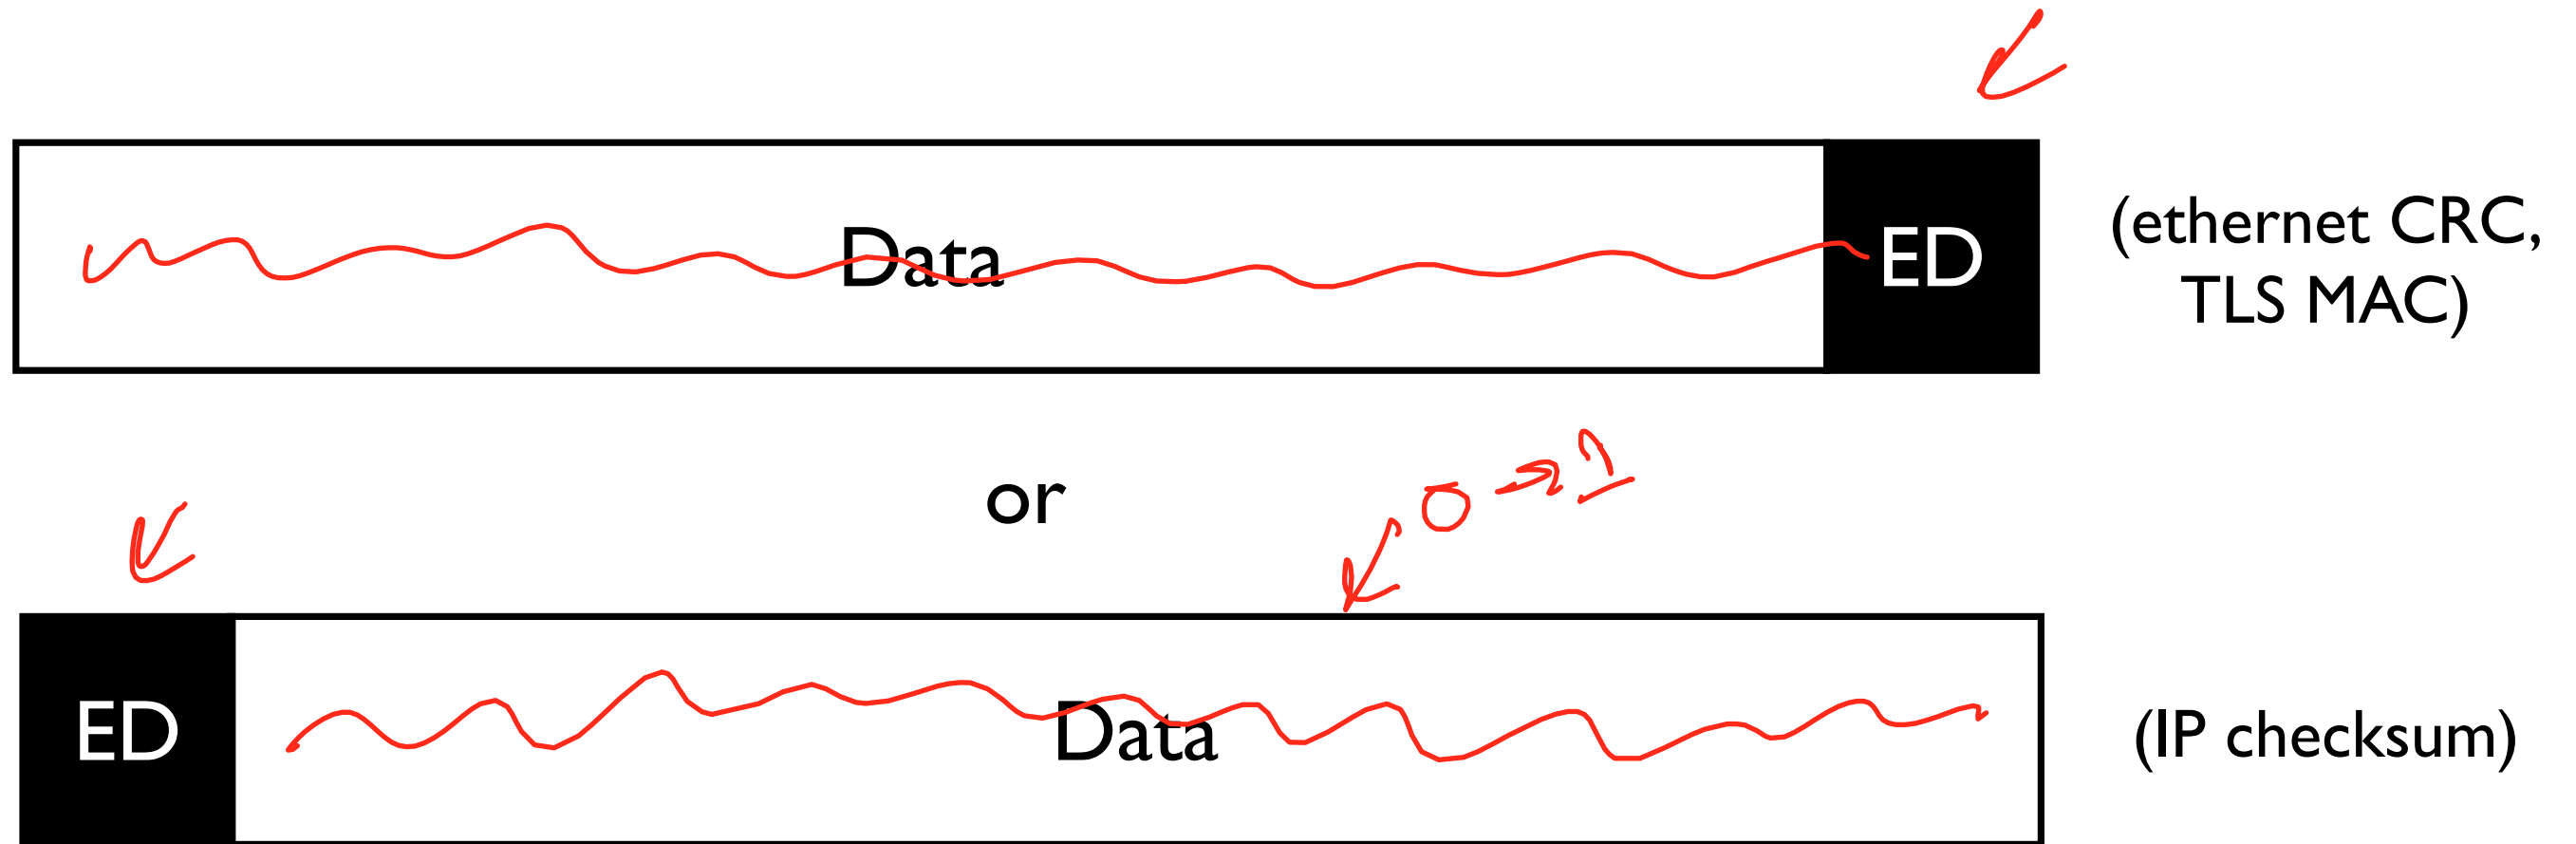 Data
ED
(ethernet CRC,
TLS MAC)
or
0 → 1
ED
Data
(IP checksum)